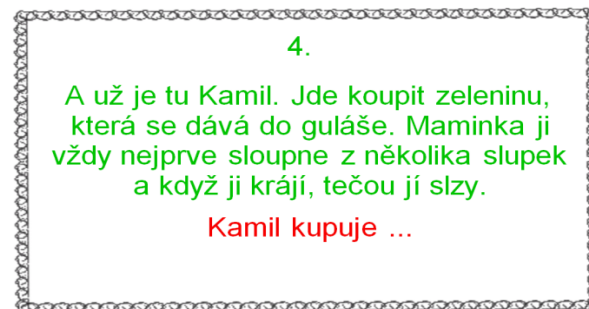 4.
A už je tu Kamil. Jde koupit zeleninu,
která se dává do guláše. Maminka ji
vždy nejprve sloupne z několika slupek
a když ji krájí, tečou jí slzy.
Kamil kupuje ...